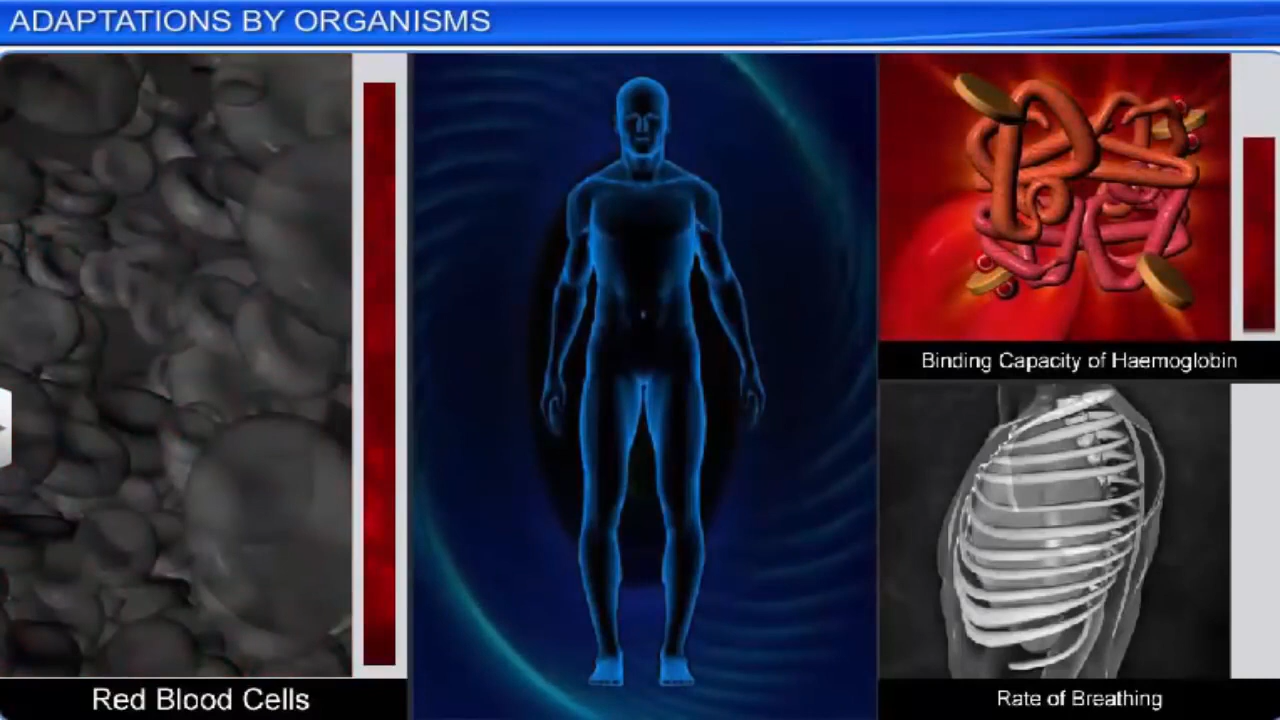 ADAPTATIONS BY ORGANISMS
Binding Capacity of Haemoglobin
Red Blood Cells
Rate of Breathing